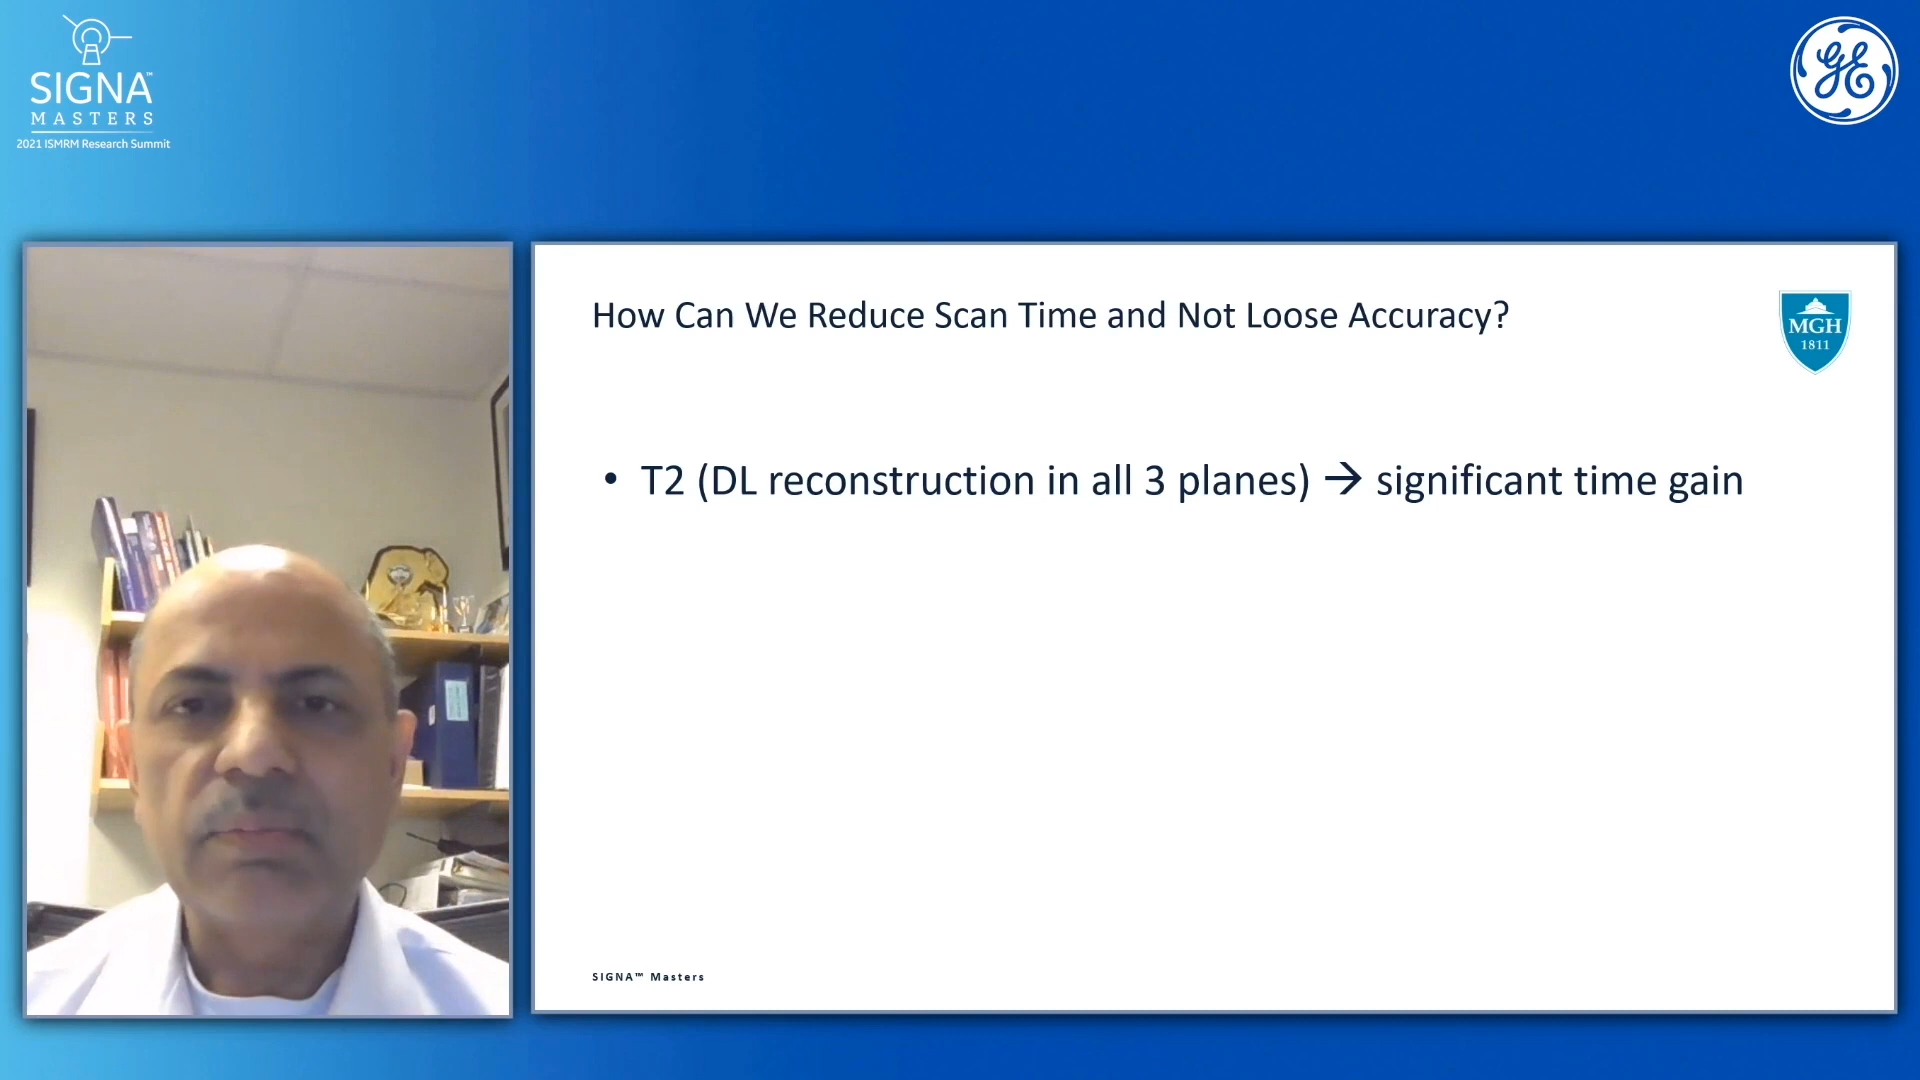 SIGNA™
MASTERS
2021 ISMRM Research Summit
GE
How Can We Reduce Scan Time and Not Loose Accuracy?
MGH
1811
• T2 (DL reconstruction in all 3 planes) → significant time gain
SIGNA™ Masters